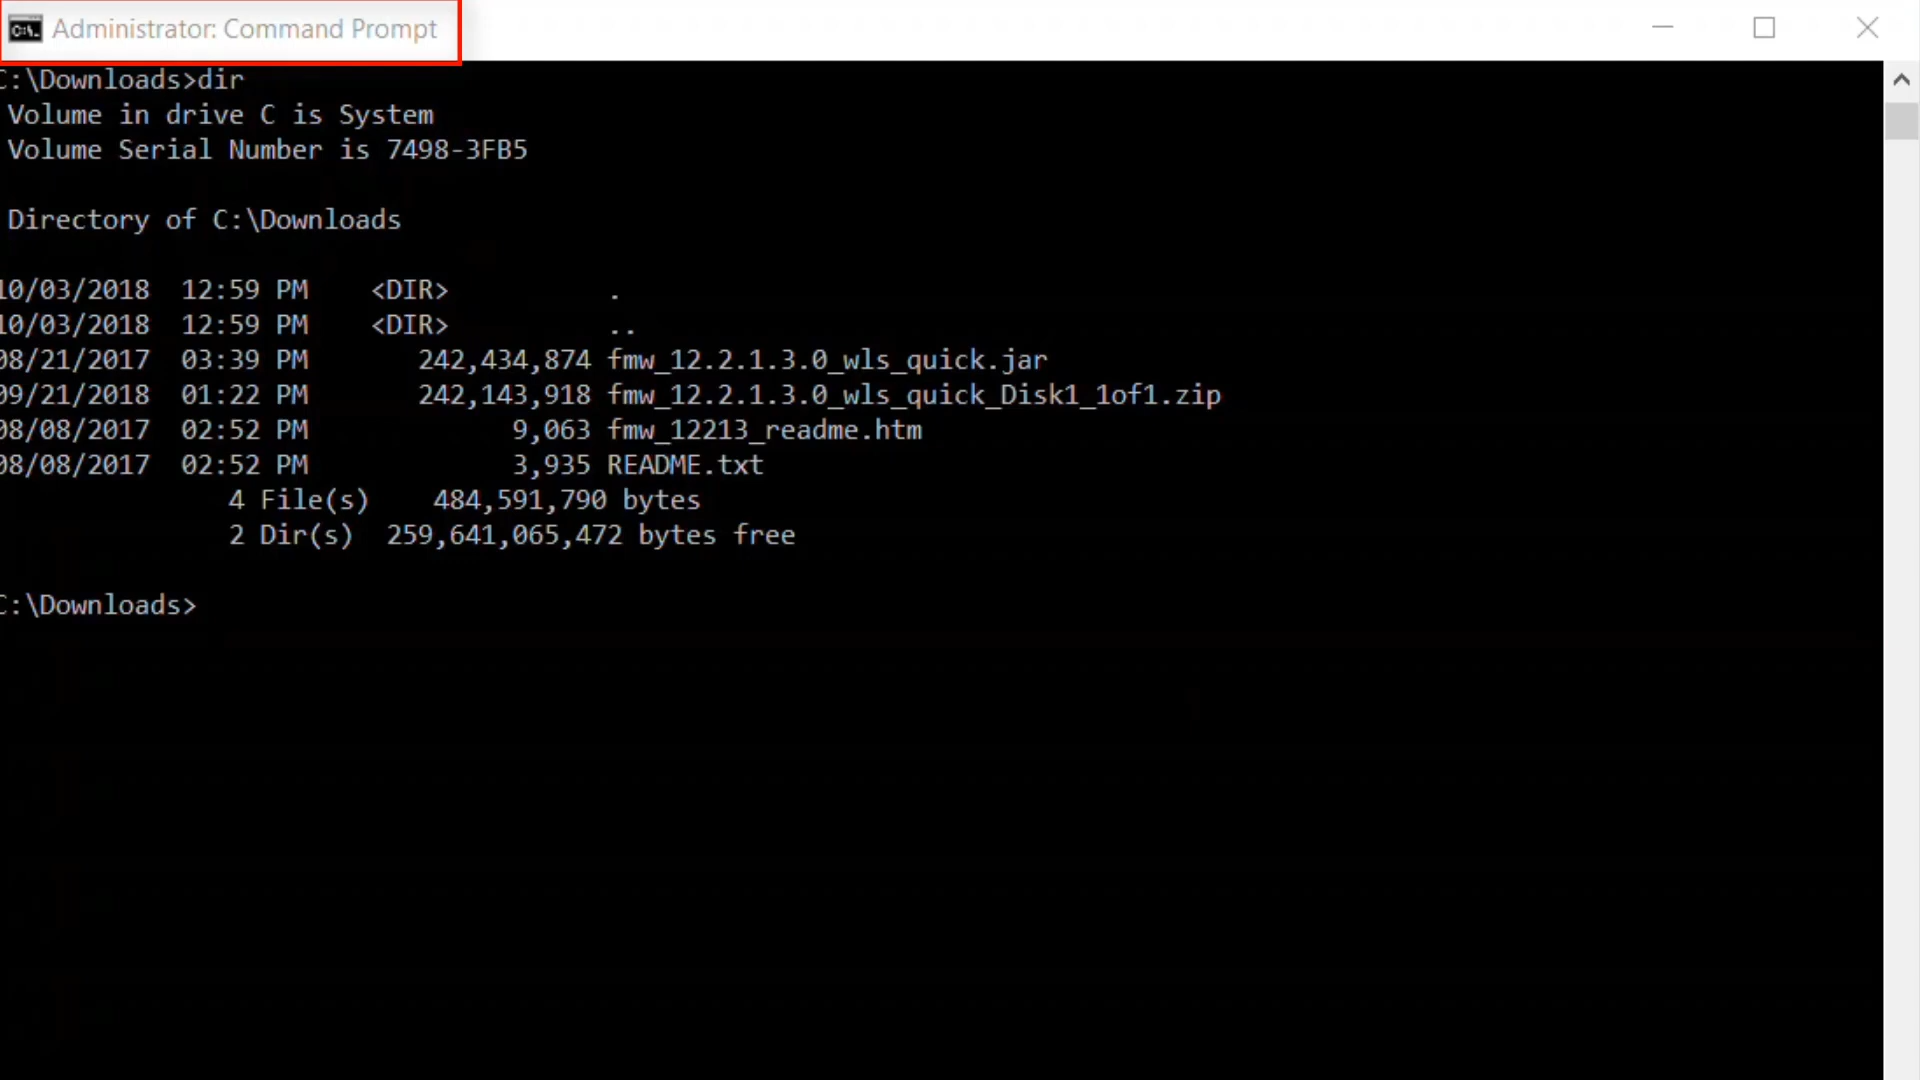 Administrator: Command Prompt
C:\Downloads>dir
Volume in drive C is System
Volume Serial Number is 7498-3FB5
Directory of C:\Downloads
10/03/2018 12:59 PM <DIR> .
10/03/2018 12:59 PM <DIR> ..
08/21/2017 03:39 PM 242,434,874 fmw_12.2.1.3.0_wls_quick.jar
09/21/2018 01:22 PM 242,143,918 fmw_12.2.1.3.0_wls_quick_Disk1_1of1.zip
08/08/2017 02:52 PM 9,063 fmw_12213_readme.htm
08/08/2017 02:52 PM 3,935 README.txt
4 File(s) 484,591,790 bytes
2 Dir(s) 259,641,065,472 bytes free
C:\Downloads>